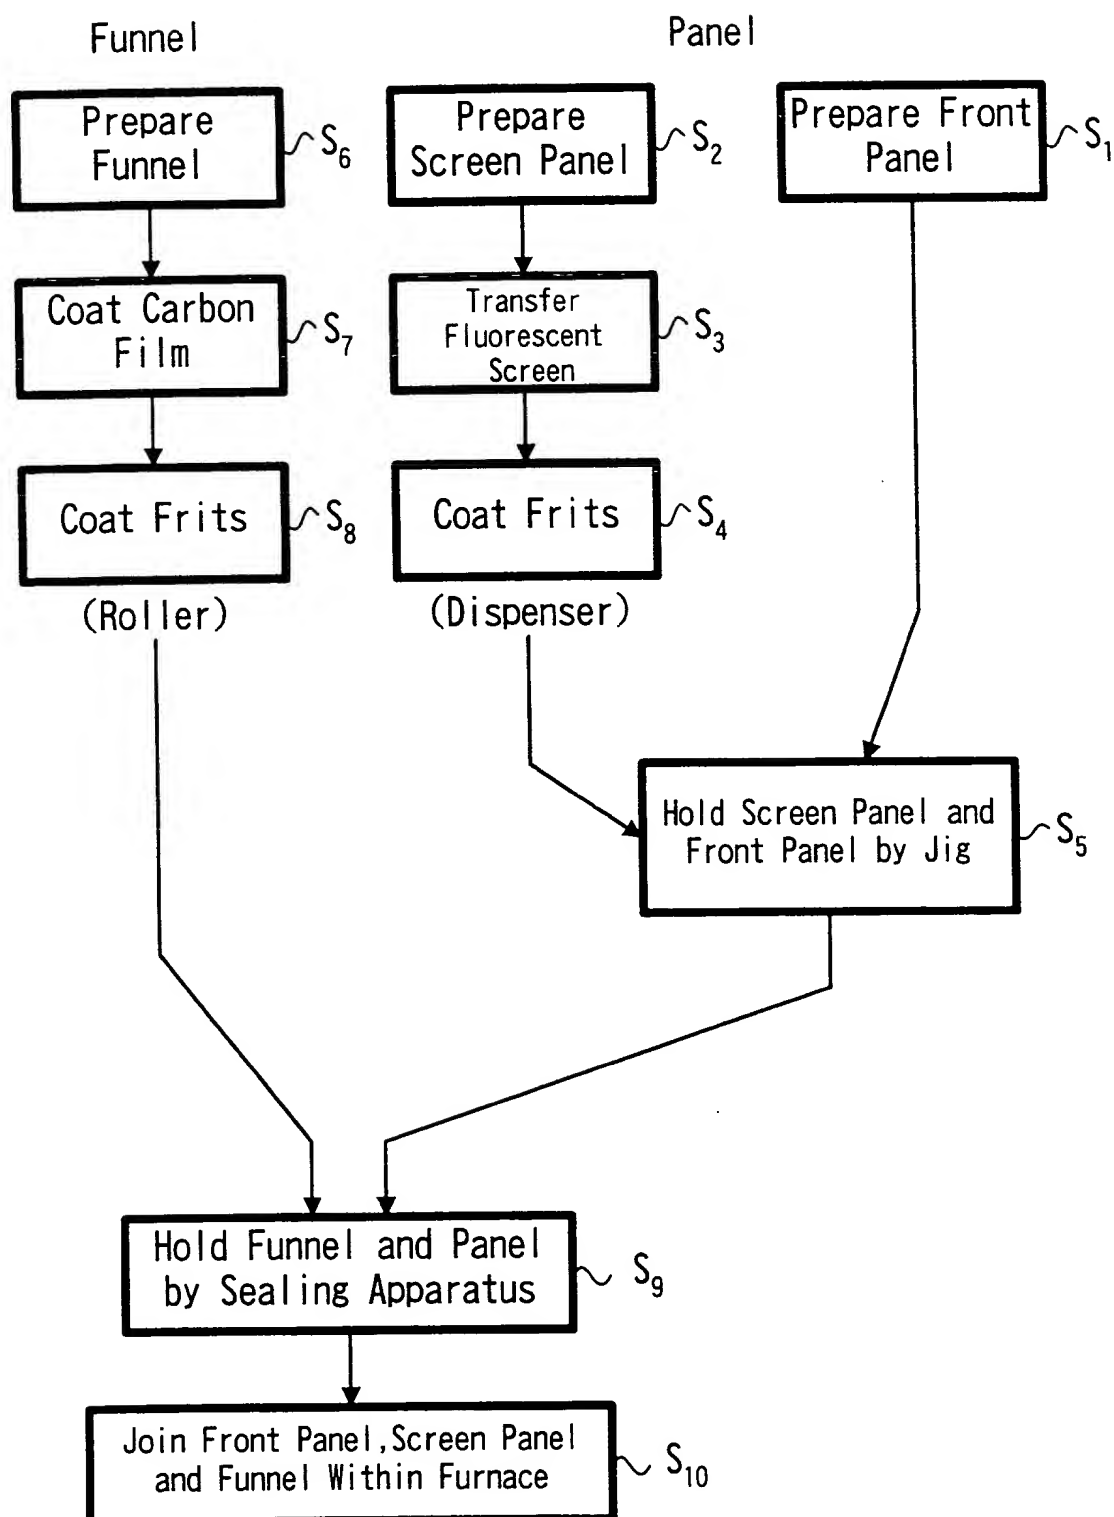 Funnel
Panel
Prepare
Funnel
S6
Prepare
Screen Panel
S2
Prepare Front
Panel
S1
Coat Carbon
Film
S7
Transfer
Fluorescent
Screen
S3
Coat Frits
S8
(Roller)
Coat Frits
S4
(Dispenser)
Hold Screen Panel and
Front Panel by Jig
S5
Hold Funnel and Panel
by Sealing Apparatus
S9
Join Front Panel,Screen Panel
and Funnel Within Furnace
S10